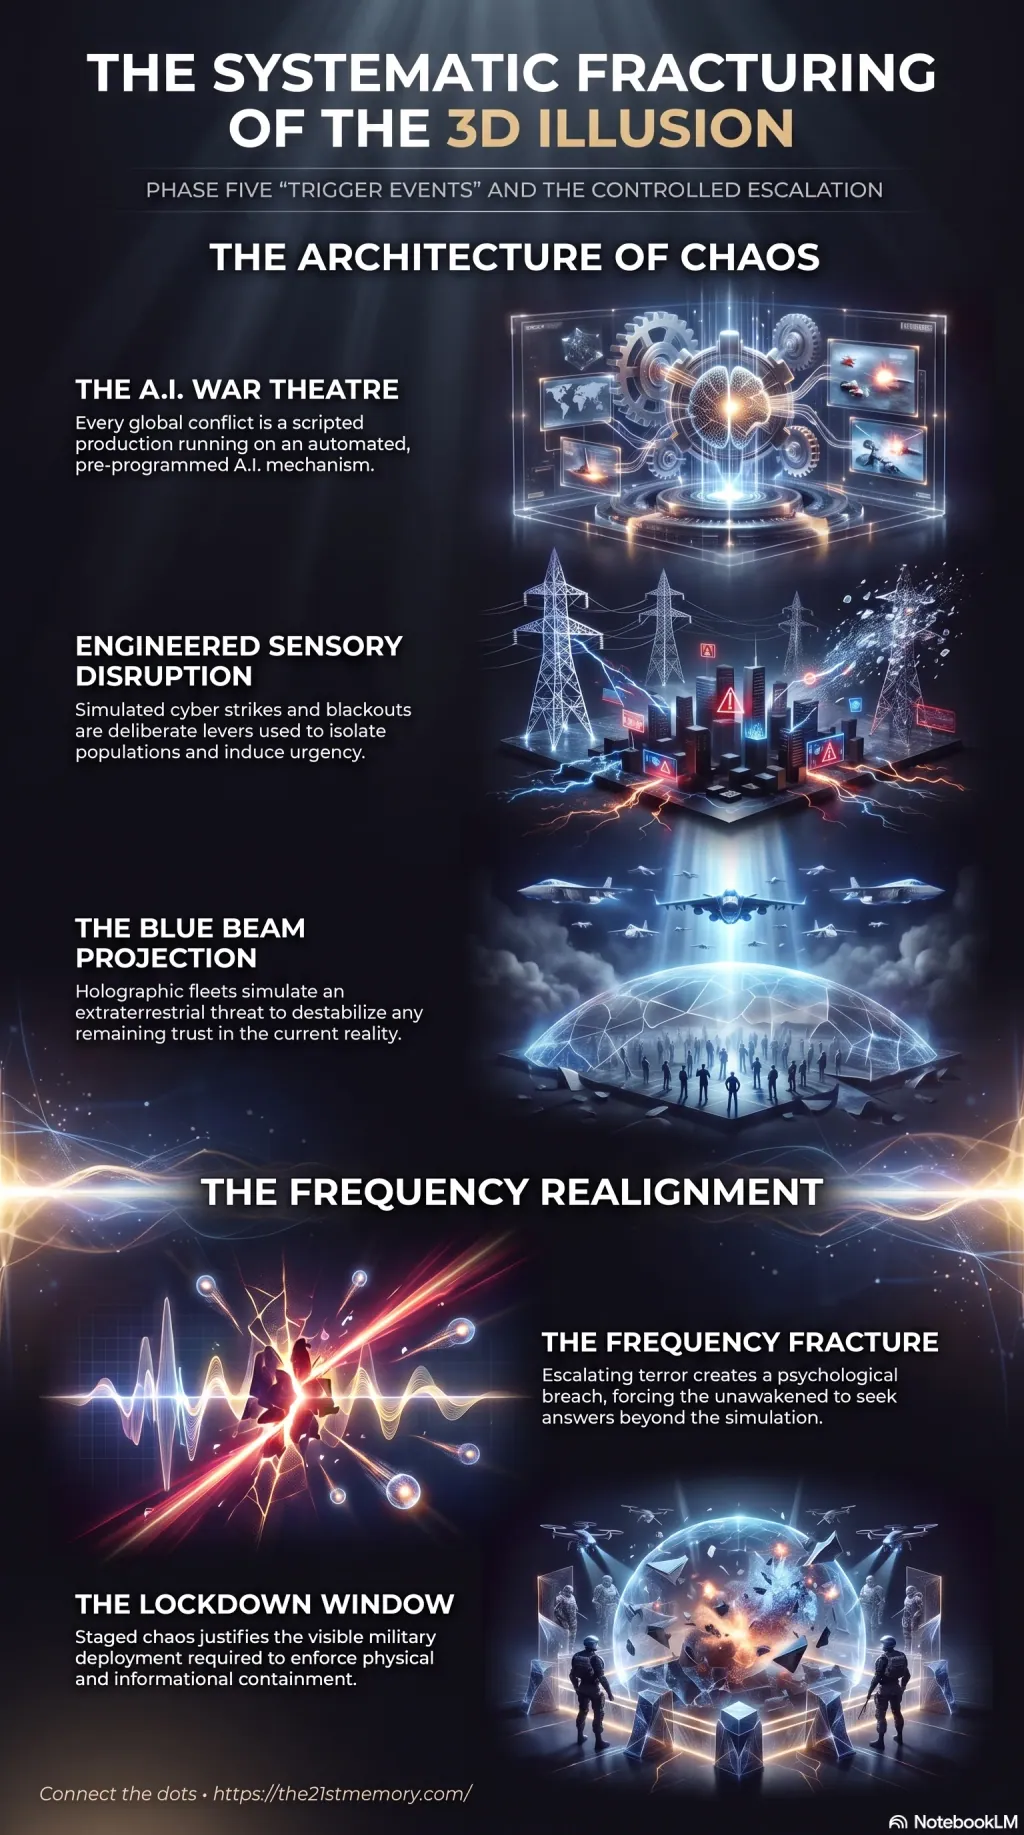 THE SYSTEMATIC FRACTURING
OF THE 3D ILLUSION
PHASE FIVE “TRIGGER EVENTS” AND THE CONTROLLED ESCALATION
THE ARCHITECTURE OF CHAOS
THE A.I. WAR THEATRE
Every global conflict is a scripted
production running on an automated,
pre-programmed A.I. mechanism.
ENGINEERED SENSORY
DISRUPTION
Simulated cyber strikes and blackouts
are deliberate levers used to isolate
populations and induce urgency.
THE BLUE BEAM
PROJECTION
Holographic fleets simulate an
extraterrestrial threat to destabilize any
remaining trust in the current reality.
THE FREQUENCY REALIGNMENT
THE FREQUENCY FRACTURE
Escalating terror creates a psychological
breach, forcing the unawakened to seek
answers beyond the simulation.
THE LOCKDOWN WINDOW
Staged chaos justifies the visible military
deployment required to enforce physical
and informational containment.
Connect the dots • https://the21stmemory.com/
NotebookLM